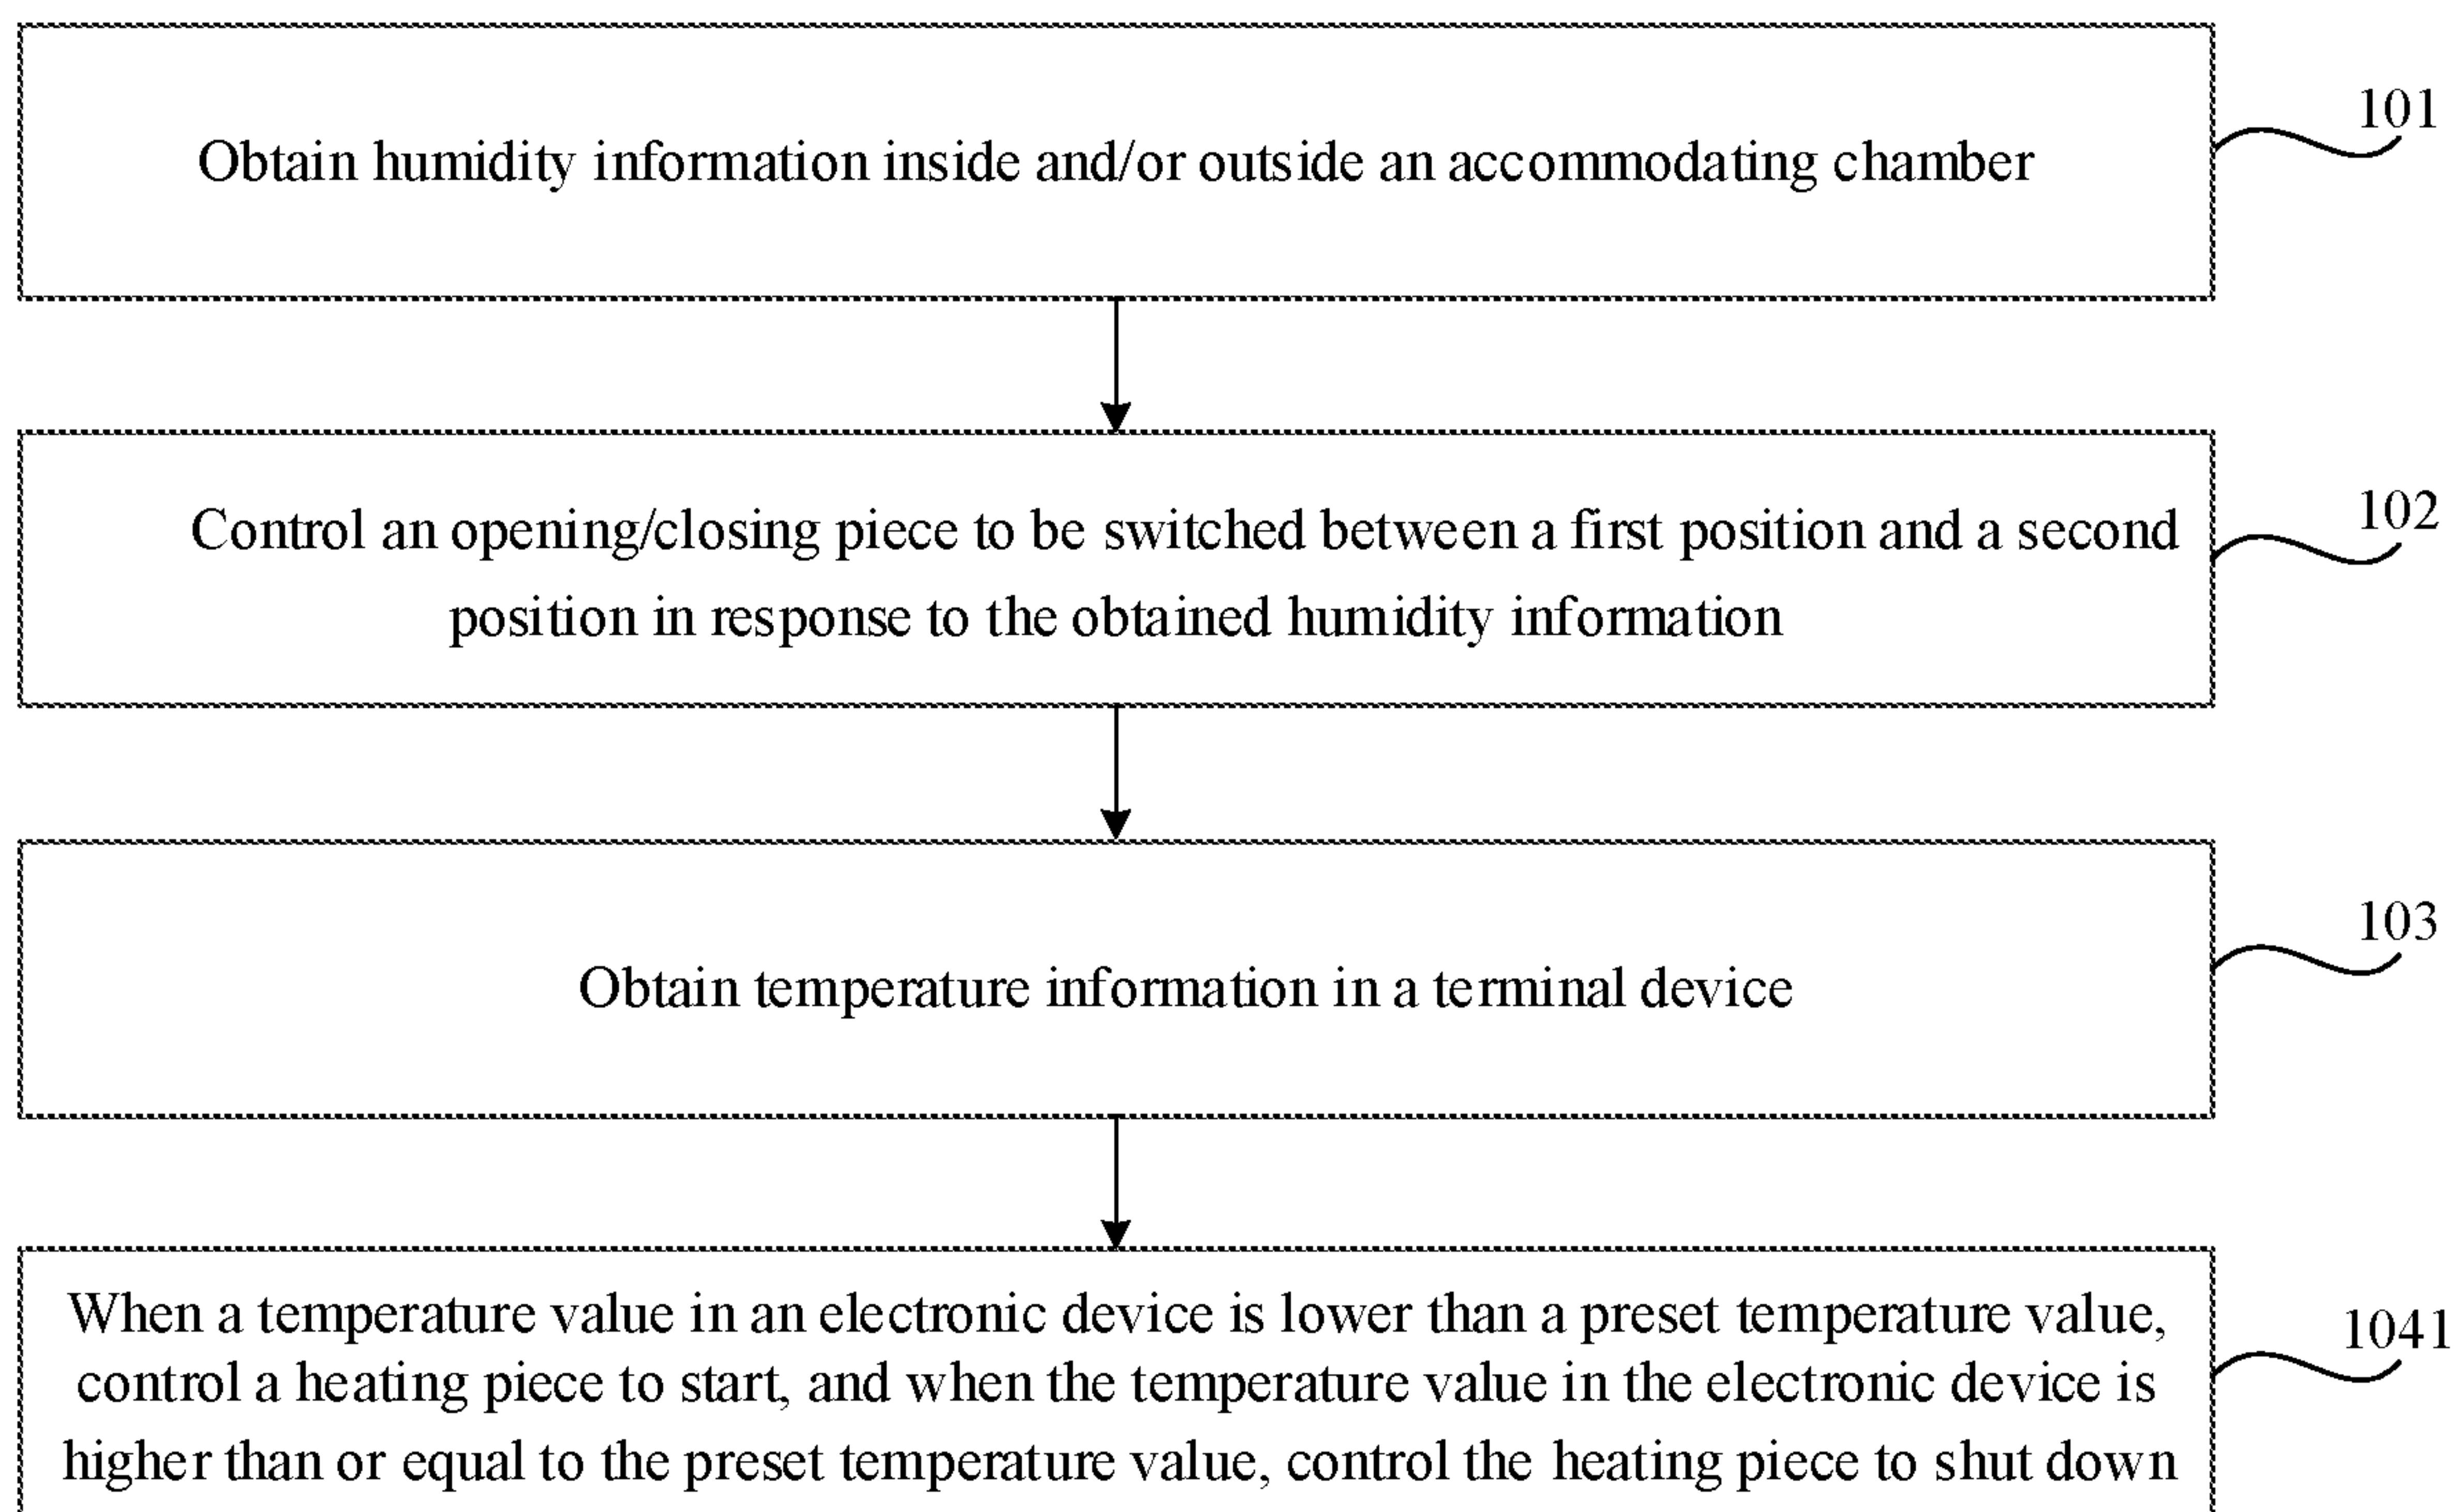 Obtain humidity information inside and/or outside an accommodating chamber
101
Control an opening/closing piece to be switched between a first position and a second
position in response to the obtained humidity information
102
Obtain temperature information in a terminal device
103
When a temperature value in an electronic device is lower than a preset temperature value,
control a heating piece to start, and when the temperature value in the electronic device is
higher than or equal to the preset temperature value, control the heating piece to shut down
1041